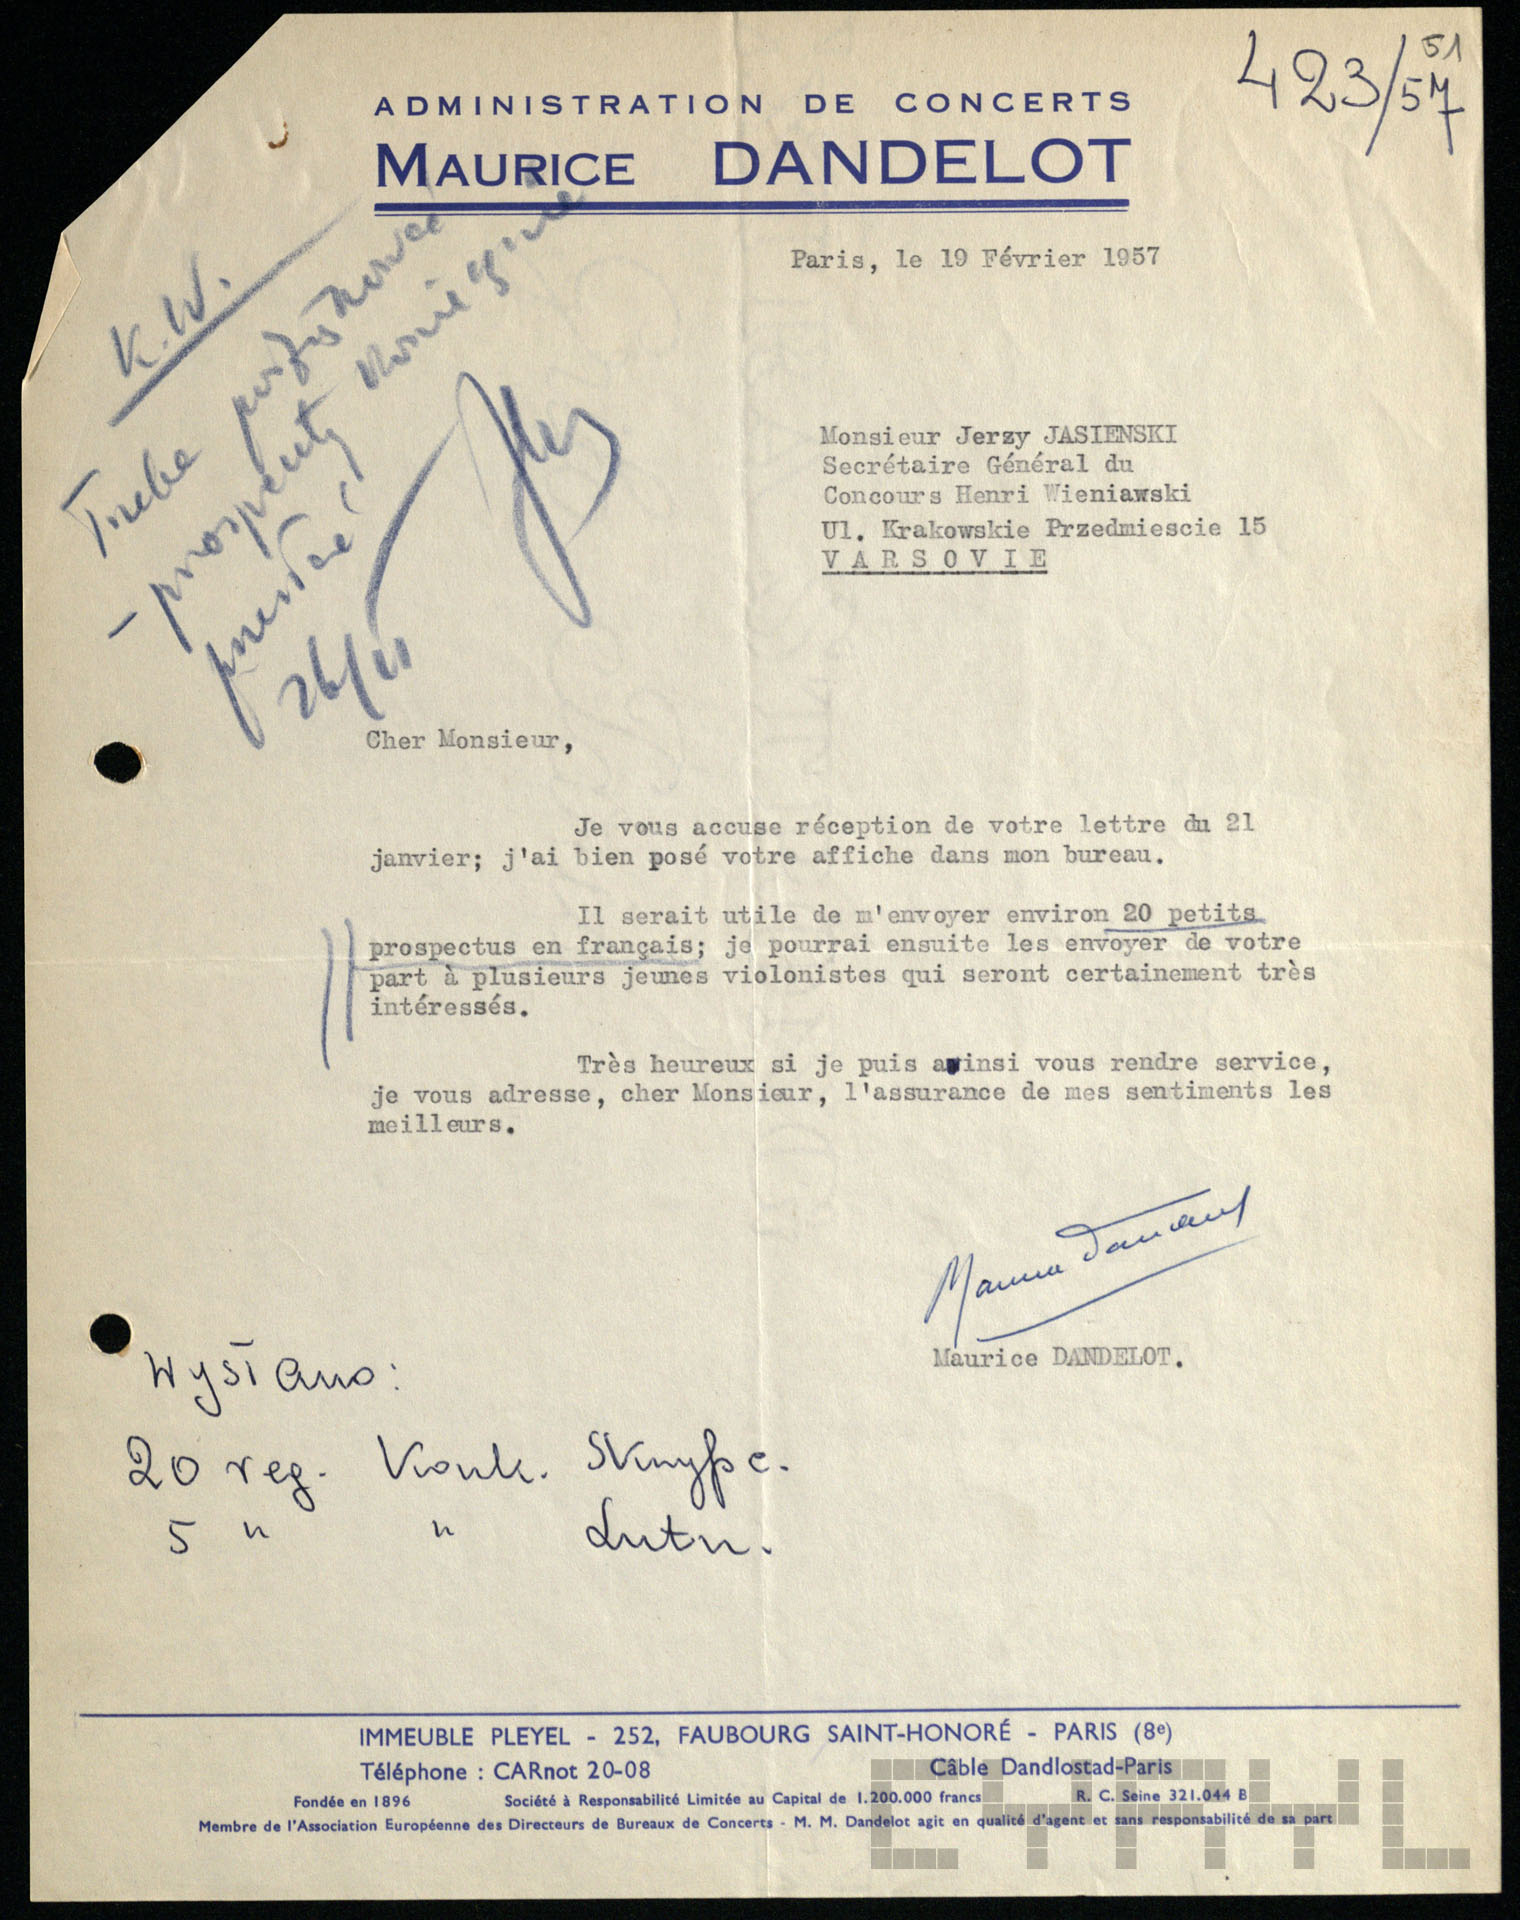 51
423/57
ADMINISTRATION DE CONCERTS
MAURICE DANDELOT
Paris, le 19 Février 1957
K.W.
Trzeba
prospekty
przesłać
26/II
Monsieur Jerzy JASIENSKI
Secrétaire Général du
Concours Henri Wieniawski
Ul. Krakowskie Przedmiescie 15
VARSOVIE
Cher Monsieur,
Je vous accuse réception de votre lettre du 21
janvier; j'ai bien posé votre affiche dans mon bureau.
Il serait utile de m'envoyer environ 20 petits
prospectus en français; je pourrai ensuite les envoyer de votre
part à plusieurs jeunes violonistes qui seront certainement très
intéressés.
Très heureux si je puis ainsi vous rendre service,
je vous adresse, cher Monsieur, l'assurance de mes sentiments les
meilleurs.
Maurice Dandelot
Maurice DANDELOT.
Wysłano:
20 reg. Konk. Skrzypc.
5 " " Lutn.
IMMEUBLE PLEYEL - 252, FAUBOURG SAINT-HONORÉ - PARIS (8e)
Téléphone : CARnot 20-08 Câble Dandlostad-Paris
Fondée en 1896 Société à Responsabilité Limitée au Capital de 1.200.000 francs R. C. Seine 321.044 B
Membre de l'Association Européenne des Directeurs de Bureaux de Concerts - M. M. Dandelot agit en qualité d'agent et sans responsabilité de sa part